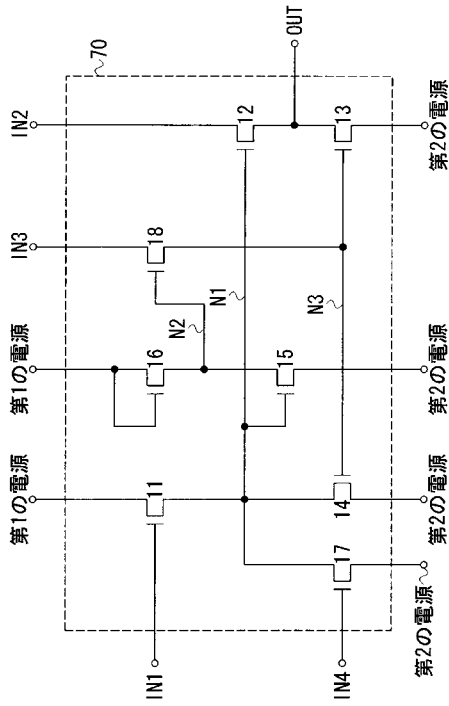 IN2
70
OUT
12
13
第2の電源
IN3
18
N1
N3
第1の電源
16
N2
15
第2の電源
第1の電源
11
14
第2の電源
17
第2の電源
IN1
IN4